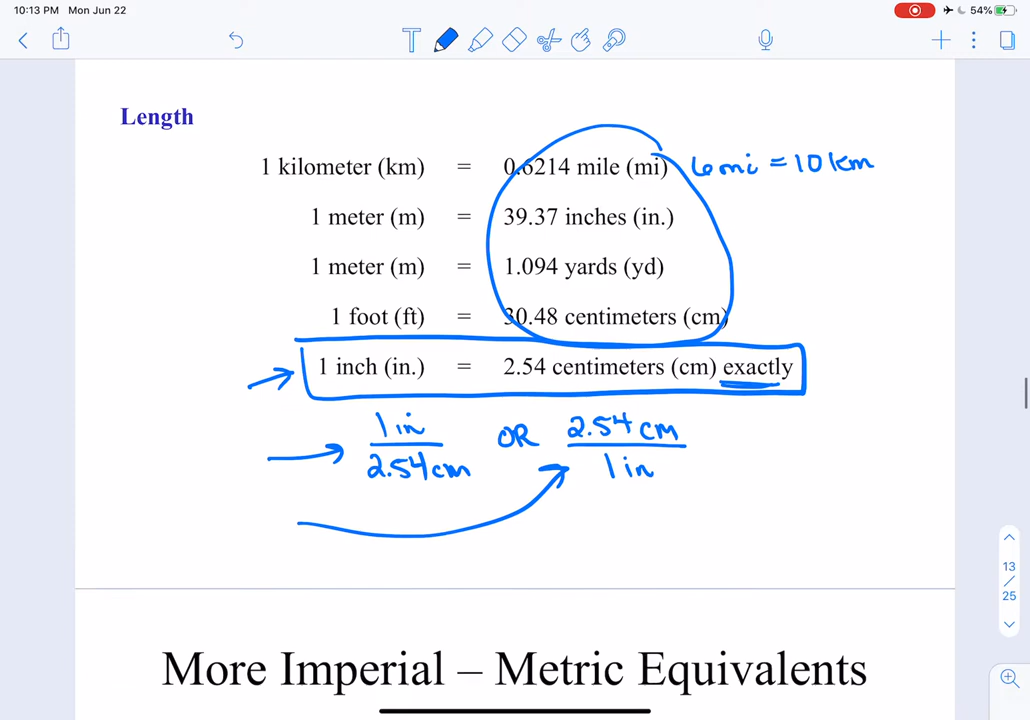 10:13 PM Mon Jun 22
54%
T
Length
1 kilometer (km) = 0.6214 mile (mi) 6mi = 10 km
1 meter (m) = 39.37 inches (in.)
1 meter (m) = 1.094 yards (yd)
1 foot (ft) = 30.48 centimeters (cm)
1 inch (in.) = 2.54 centimeters (cm) exactly
1 in OR 2.54 cm
2.54 cm 1 in
13
/
25
More Imperial – Metric Equivalents